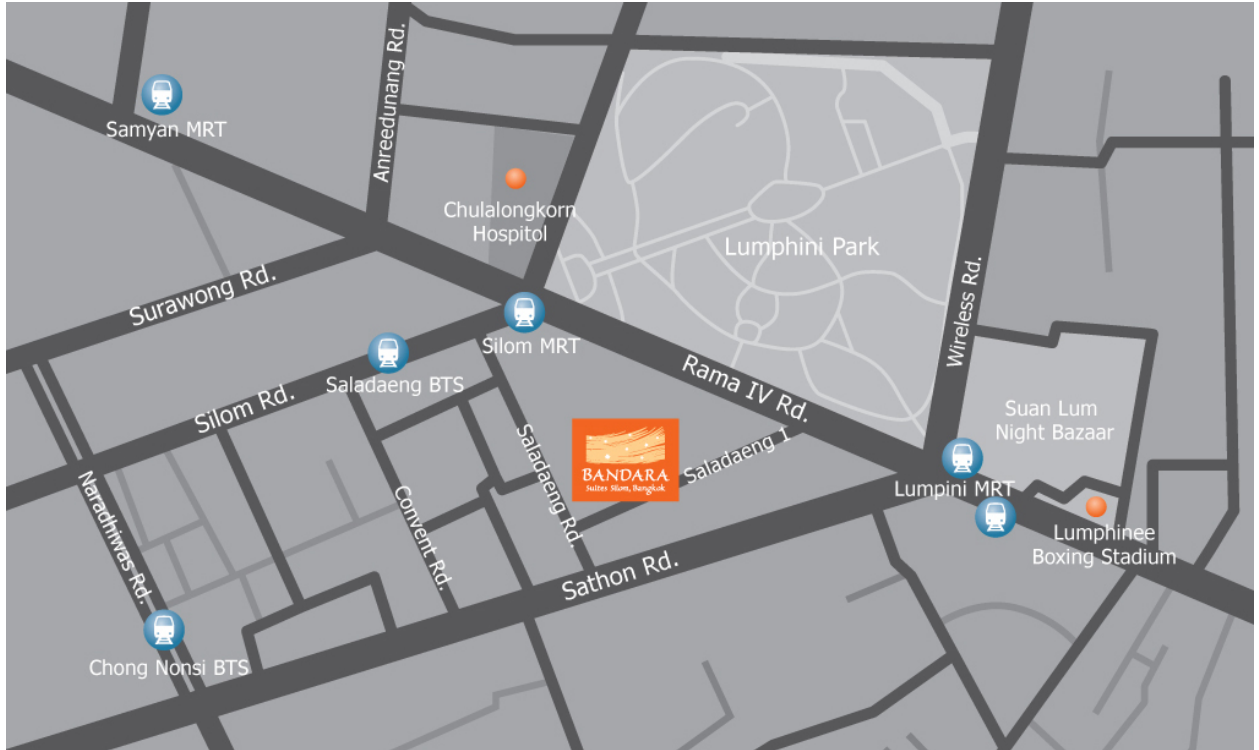 Samyan MRT
Anreedunang Rd.
Chulalongkorn
Hospitol
Lumphini Park
Wireless Rd.
Surawong Rd.
Silom MRT
Saladaeng BTS
Silom Rd.
Rama IV Rd.
Suan Lum
Night Bazaar
Saladaeng Rd.
BANDARA
Suites Silom, Bangkok
Saladaeng 1
Lumpini MRT
Naradhiwas Rd.
Convent Rd.
Lumphinee
Boxing Stadium
Sathon Rd.
Chong Nonsi BTS